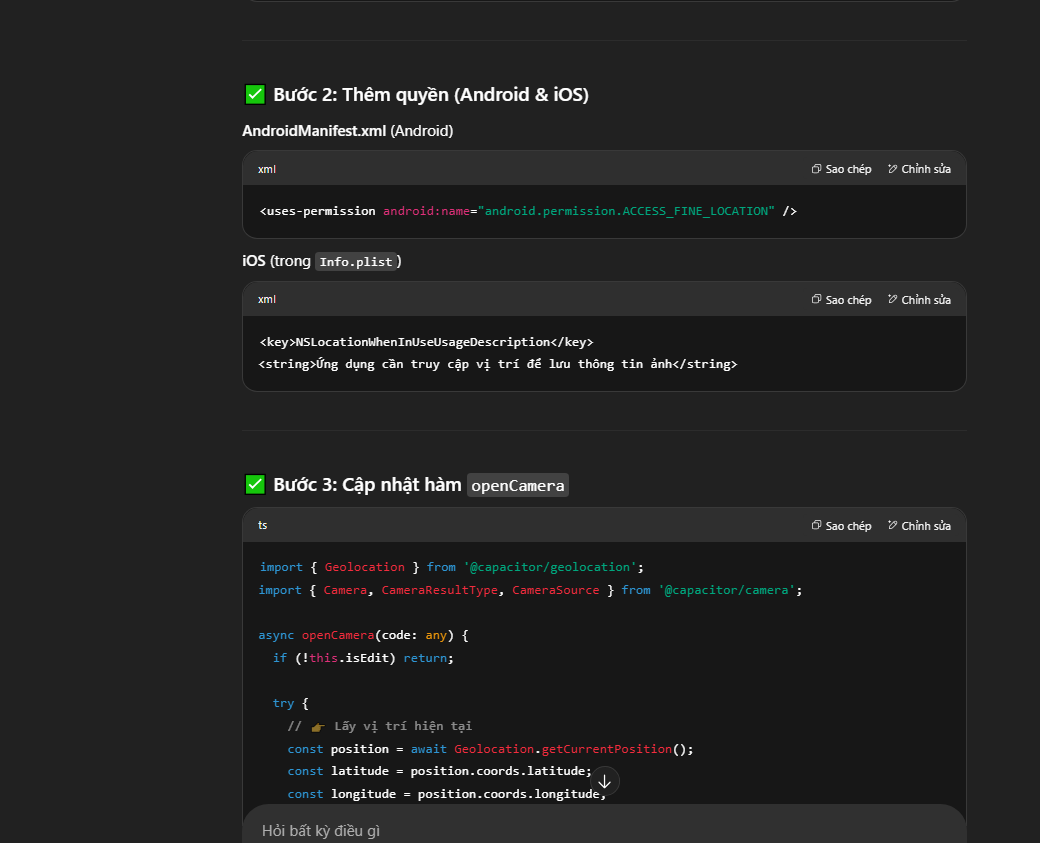 ✅ Bước 2: Thêm quyền (Android & iOS)
AndroidManifest.xml (Android)
xml Sao chép Chỉnh sửa
<uses-permission android:name="android.permission.ACCESS_FINE_LOCATION" />
iOS (trong Info.plist)
xml Sao chép Chỉnh sửa
<key>NSLocationWhenInUseUsageDescription</key>
<string>Ứng dụng cần truy cập vị trí để lưu thông tin ảnh</string>
✅ Bước 3: Cập nhật hàm openCamera
ts Sao chép Chỉnh sửa
import { Geolocation } from '@capacitor/geolocation';
import { Camera, CameraResultType, CameraSource } from '@capacitor/camera';
async openCamera(code: any) {
if (!this.isEdit) return;
try {
// 👉 Lấy vị trí hiện tại
const position = await Geolocation.getCurrentPosition();
const latitude = position.coords.latitude;
const longitude = position.coords.longitude;
Hỏi bất kỳ điều gì